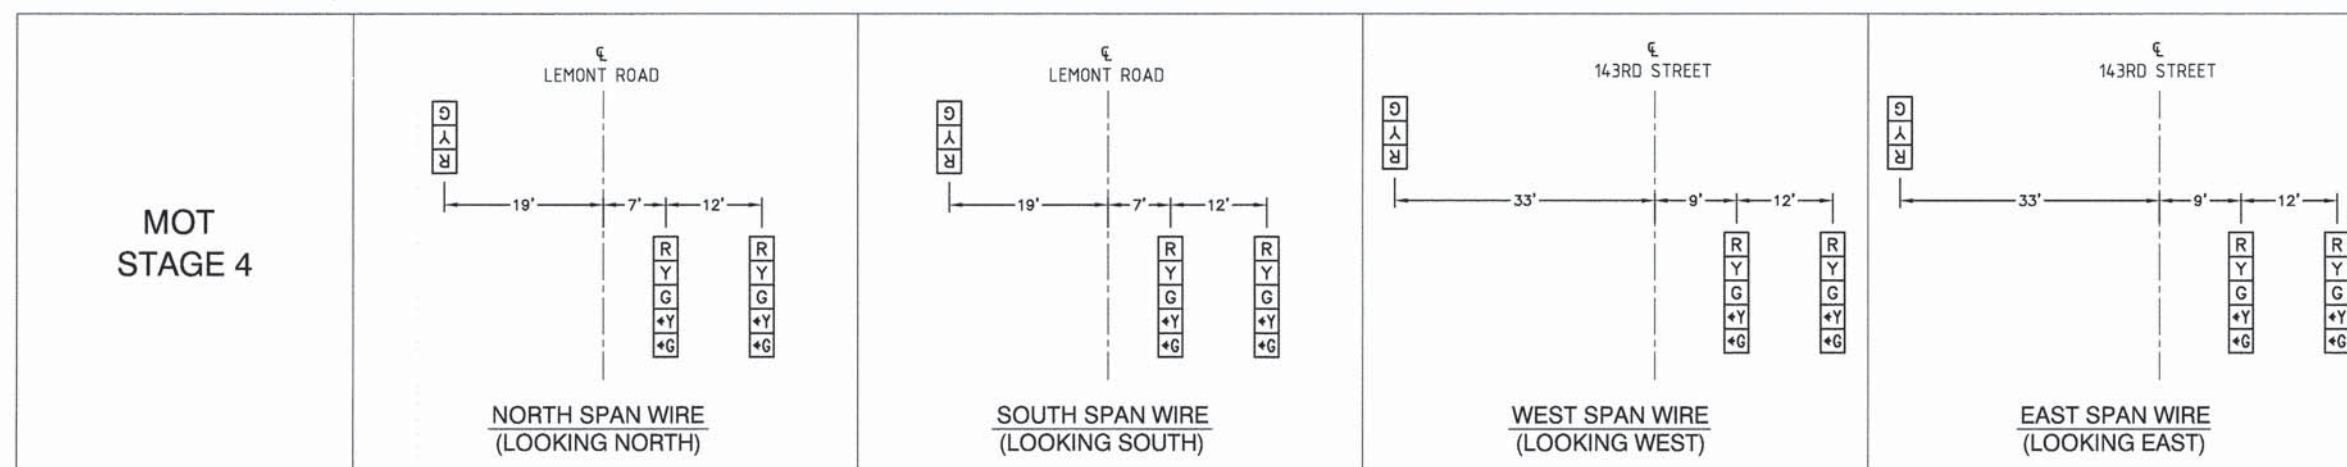 MOT
STAGE 4
℄
LEMONT ROAD
G
Y
R
19'
7'
12'
R
Y
G
←Y
←G
R
Y
G
←Y
←G
NORTH SPAN WIRE
(LOOKING NORTH)
℄
LEMONT ROAD
G
Y
R
19'
7'
12'
R
Y
G
←Y
←G
R
Y
G
←Y
←G
SOUTH SPAN WIRE
(LOOKING SOUTH)
℄
143RD STREET
G
Y
R
33'
9'
12'
R
Y
G
←Y
←G
R
Y
G
←Y
←G
WEST SPAN WIRE
(LOOKING WEST)
℄
143RD STREET
G
Y
R
33'
9'
12'
R
Y
G
←Y
←G
R
Y
G
←Y
←G
EAST SPAN WIRE
(LOOKING EAST)